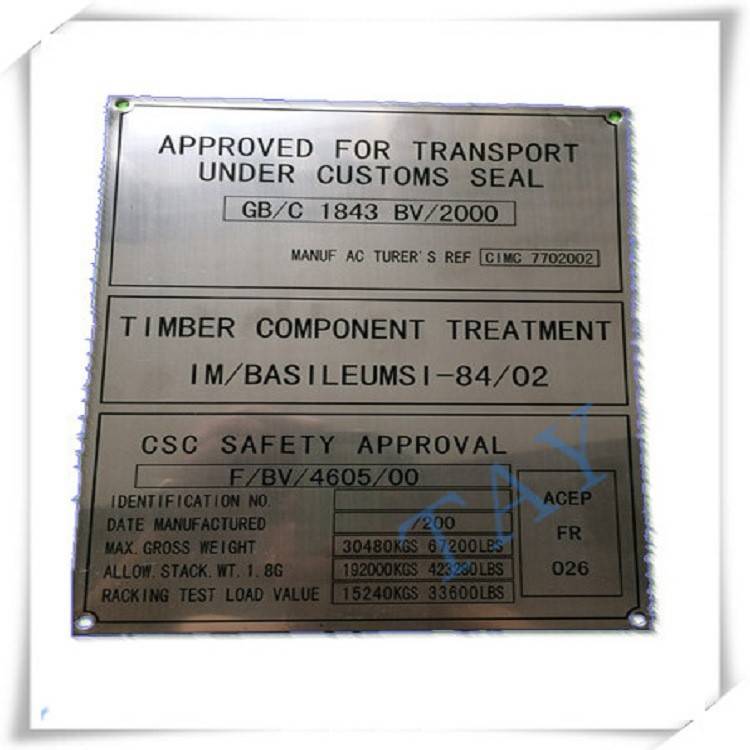 APPROVED FOR TRANSPORT
UNDER CUSTOMS SEAL
GB/C 1843 BV/2000
MANUF AC TURER'S REF CIMC 7702002
TIMBER COMPONENT TREATMENT
IM/BASILEUMSI-84/02
CSC SAFETY APPROVAL
F/BV/4605/00
IDENTIFICATION NO.
DATE MANUFACTURED /200
MAX. GROSS WEIGHT 30480KGS 67200LBS
ALLOW. STACK. WT. 1.8G 192000KGS 423280LBS
RACKING TEST LOAD VALUE 15240KGS 33600LBS
ACEP
FR
026
TAY